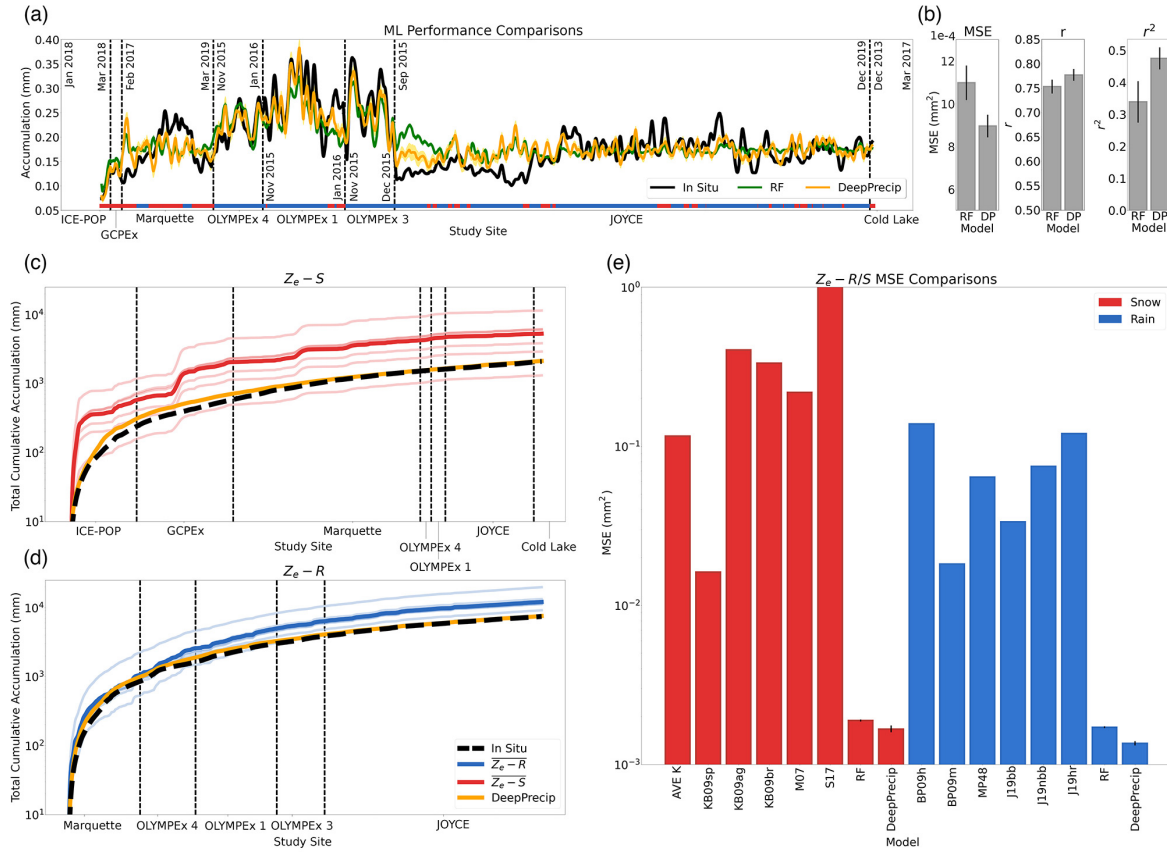 (a)
ML Performance Comparisons
0.40
0.35
0.30
0.25
0.20
0.15
0.10
0.05
Accumulation (mm)
Jan 2018
Mar 2018
Feb 2017
Mar 2019
Nov 2015
Jan 2016
Sep 2015
Dec 2019
Dec 2013
Mar 2017
Nov 2015
Jan 2016
Nov 2015
Dec 2015
In Situ
RF
DeepPrecip
ICE-POP
GCPEx
Marquette
OLYMPEx 4
OLYMPEx 1
OLYMPEx 3
JOYCE
Cold Lake
Study Site
(b)
MSE
1e-4
12
10
8
6
MSE (mm²)
RF DP
Model
r
0.85
0.80
0.75
0.70
0.65
0.60
0.55
0.50
r
RF DP
Model
r²
0.5
0.4
0.3
0.2
0.1
0.0
r²
RF DP
Model
(c)
Zₑ − S
10⁴
10³
10²
10¹
Total Cumulative Accumulation (mm)
ICE-POP
GCPEx
Marquette
OLYMPEx 4
OLYMPEx 1
JOYCE
Cold Lake
Study Site
(d)
Zₑ − R
10⁴
10³
10²
10¹
Total Cumulative Accumulation (mm)
In Situ
Zₑ − R
Zₑ − S
DeepPrecip
Marquette
OLYMPEx 4
OLYMPEx 1
OLYMPEx 3
JOYCE
Study Site
(e)
Zₑ − R/S MSE Comparisons
Snow
Rain
10⁰
10⁻¹
10⁻²
10⁻³
MSE (mm²)
AVE K
KB09sp
KB09ag
KB09br
M07
S17
RF
DeepPrecip
BP09h
BP09m
MP48
J19bb
J19nbb
J19hr
RF
DeepPrecip
Model